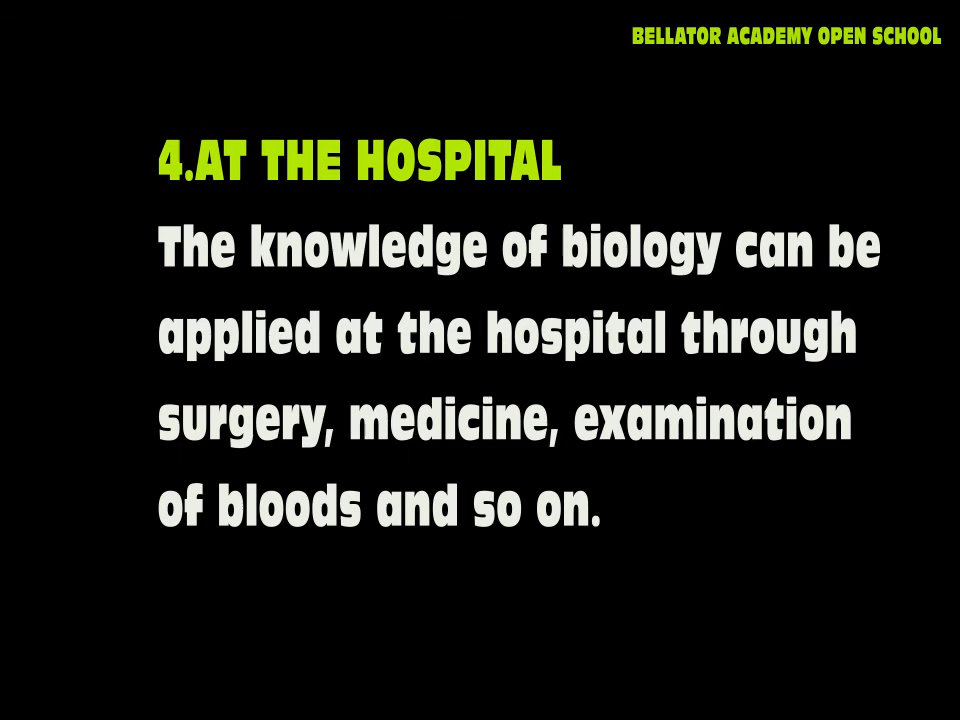 BELLATOR ACADEMY OPEN SCHOOL
4.AT THE HOSPITAL
The knowledge of biology can be
applied at the hospital through
surgery, medicine, examination
of bloods and so on.